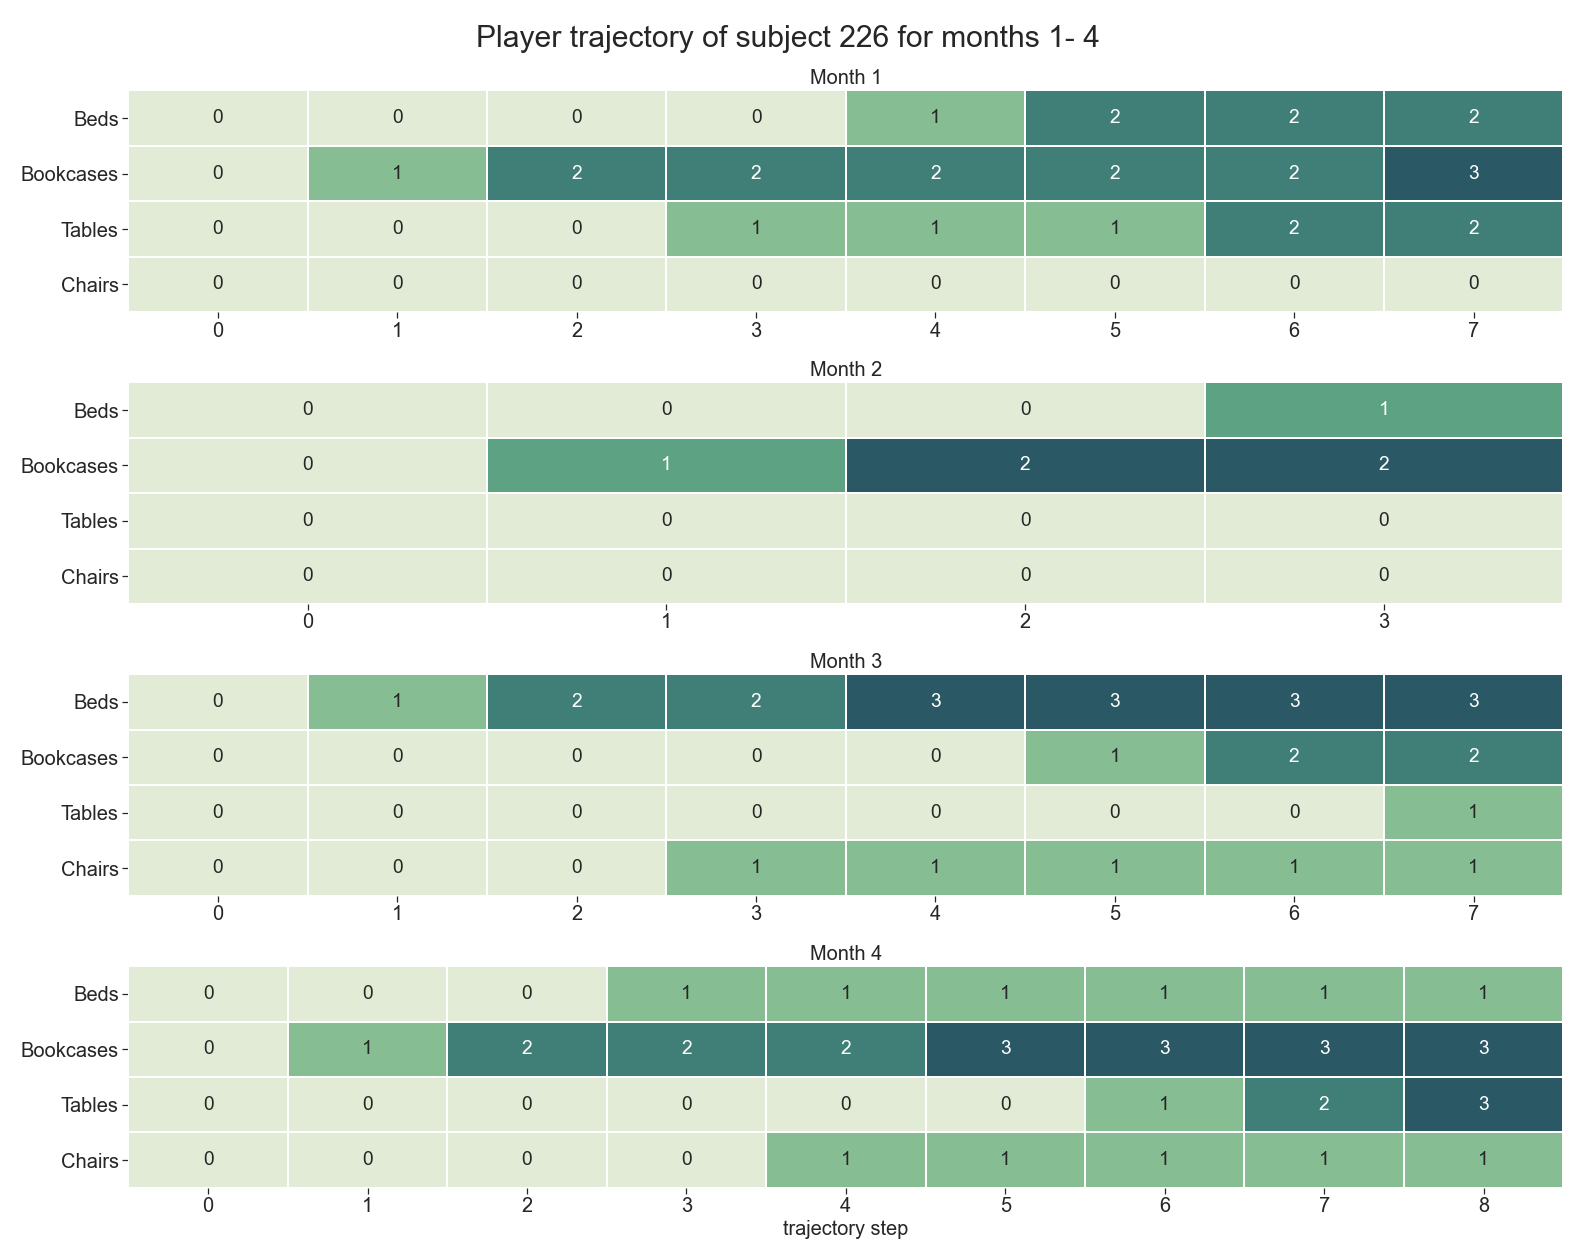 Player trajectory of subject 226 for months 1- 4
Month 1
Beds 0 0 0 0 1 2 2 2
Bookcases 0 1 2 2 2 2 2 3
Tables 0 0 0 1 1 1 2 2
Chairs 0 0 0 0 0 0 0 0
0 1 2 3 4 5 6 7
Month 2
Beds 0 0 0 1
Bookcases 0 1 2 2
Tables 0 0 0 0
Chairs 0 0 0 0
0 1 2 3
Month 3
Beds 0 1 2 2 3 3 3 3
Bookcases 0 0 0 0 0 1 2 2
Tables 0 0 0 0 0 0 0 1
Chairs 0 0 0 1 1 1 1 1
0 1 2 3 4 5 6 7
Month 4
Beds 0 0 0 1 1 1 1 1 1
Bookcases 0 1 2 2 2 3 3 3 3
Tables 0 0 0 0 0 0 1 2 3
Chairs 0 0 0 0 1 1 1 1 1
0 1 2 3 4 5 6 7 8
trajectory step